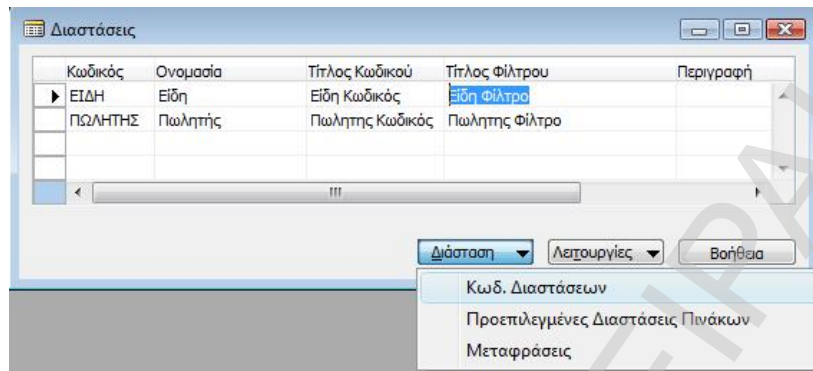 Διαστάσεις
Κωδικός Ονομασία Τίτλος Κωδικού Τίτλος Φίλτρου Περιγραφή
ΕΙΔΗ Είδη Είδη Κωδικός Είδη Φίλτρο
ΠΩΛΗΤΗΣ Πωλητής Πωλητης Κωδικός Πωλητης Φίλτρο
Διάσταση Λειτουργίες Βοήθεια
Κωδ. Διαστάσεων
Προεπιλεγμένες Διαστάσεις Πινάκων
Μεταφράσεις